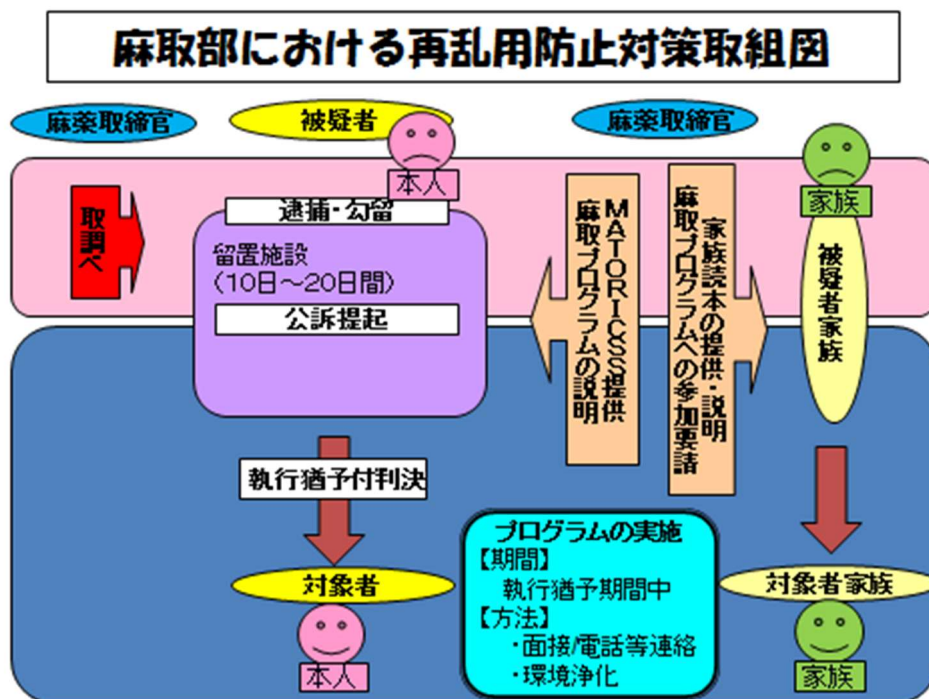 麻取部における再乱用防止対策取組図
麻薬取締官
被疑者
麻薬取締官
本人
家族
取調べ
逮捕・勾留
留置施設
(10日～20日間)
公訴提起
MATORICSS提供
麻取プログラムの説明
家族読本の提供・説明
麻取プログラムへの参加要請
被疑者家族
執行猶予付判決
プログラムの実施
【期間】
執行猶予期間中
【方法】
・面接/電話等連絡
・環境浄化
対象者
対象者家族
本人
家族